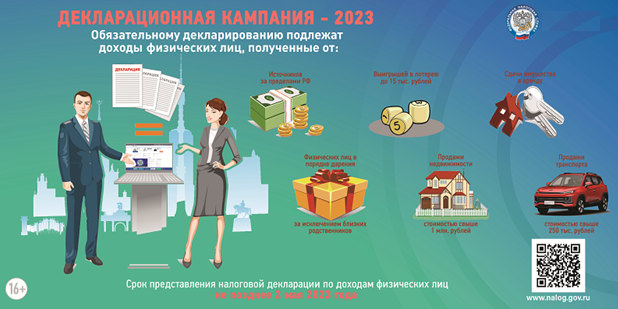 ДЕКЛАРАЦИОННАЯ КАМПАНИЯ - 2023
Обязательному декларированию подлежат
доходы физических лиц, полученные от:
ДЕКЛАРАЦИЯ
Источников
за пределами РФ
Выигрышей в лотерею
до 15 тыс. рублей
Сдачи имущества
в аренду
Физических лиц в
порядке дарения
за исключением близких
родственников
Продажи
недвижимости
стоимостью свыше
1 млн. рублей
Продажи
транспорта
стоимостью свыше
250 тыс. рублей
16+
Срок представления налоговой декларации по доходам физических лиц
не позднее 2 мая 2023 года
www.nalog.gov.ru